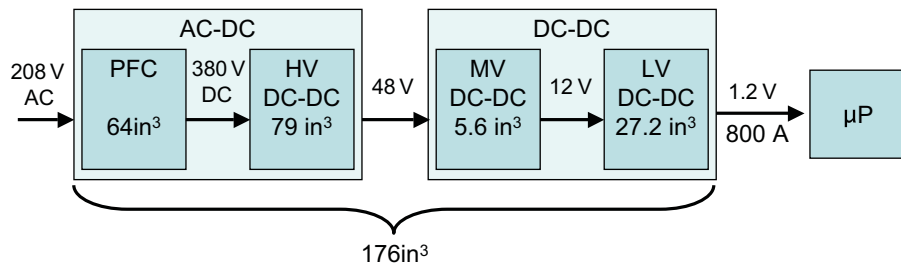 AC-DC
DC-DC
208 V
AC
PFC
64in³
380 V
DC
HV
DC-DC
79 in³
48 V
MV
DC-DC
5.6 in³
12 V
LV
DC-DC
27.2 in³
1.2 V
800 A
µP
176in³